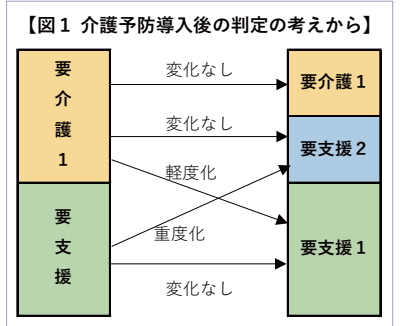 【図１ 介護予防導入後の判定の考えから】
要介護1
要支援
変化なし
変化なし
軽度化
重度化
変化なし
要介護1
要支援2
要支援1